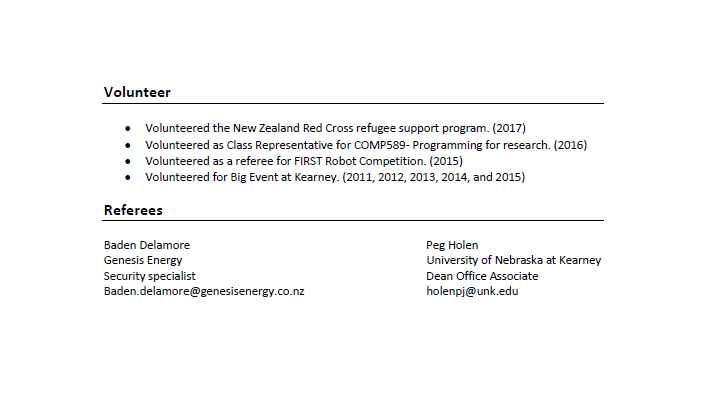 Volunteer
• Volunteered the New Zealand Red Cross refugee support program. (2017)
• Volunteered as Class Representative for COMP589- Programming for research. (2016)
• Volunteered as a referee for FIRST Robot Competition. (2015)
• Volunteered for Big Event at Kearney. (2011, 2012, 2013, 2014, and 2015)
Referees
Baden Delamore
Genesis Energy
Security specialist
Baden.delamore@genesisenergy.co.nz
Peg Holen
University of Nebraska at Kearney
Dean Office Associate
holenpj@unk.edu